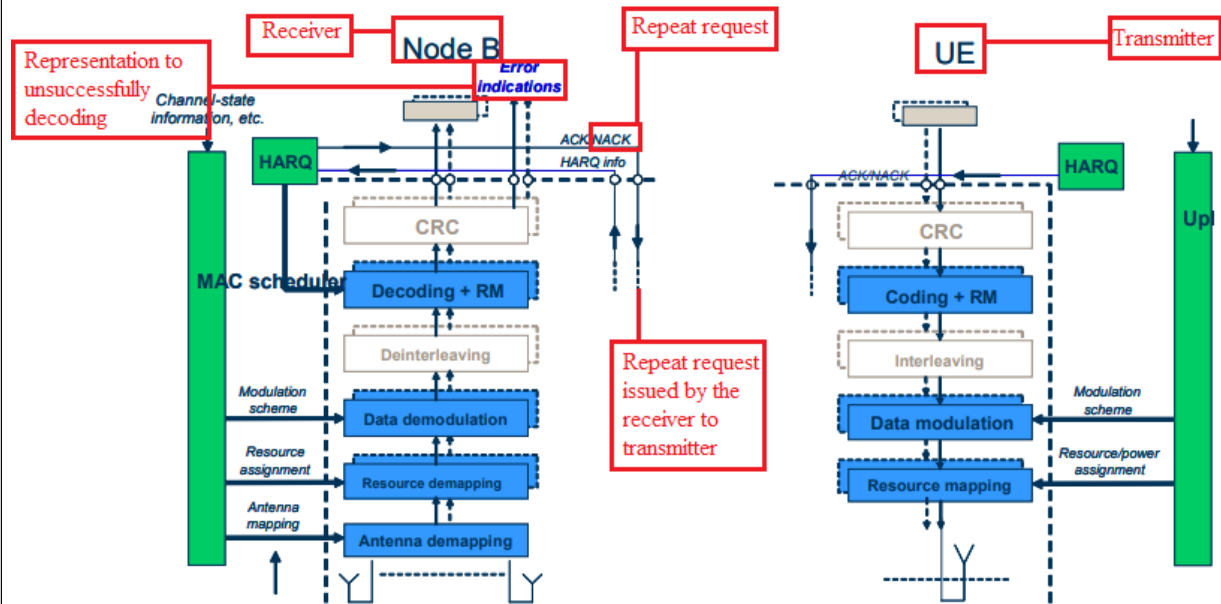 Receiver
Node B
Repeat request
UE
Transmitter
Representation to
unsuccessfully
decoding
Error
indications
Channel-state
information, etc.
HARQ
ACK/NACK
HARQ info
CRC
MAC scheduler
Decoding + RM
Deinterleaving
Modulation
scheme
Data demodulation
Resource
assignment
Resource demapping
Antenna
mapping
Antenna demapping
Repeat request
issued by the
receiver to
transmitter
ACK/NACK
HARQ
CRC
Upl
Coding + RM
Interleaving
Data modulation
Modulation
scheme
Resource mapping
Resource/power
assignment